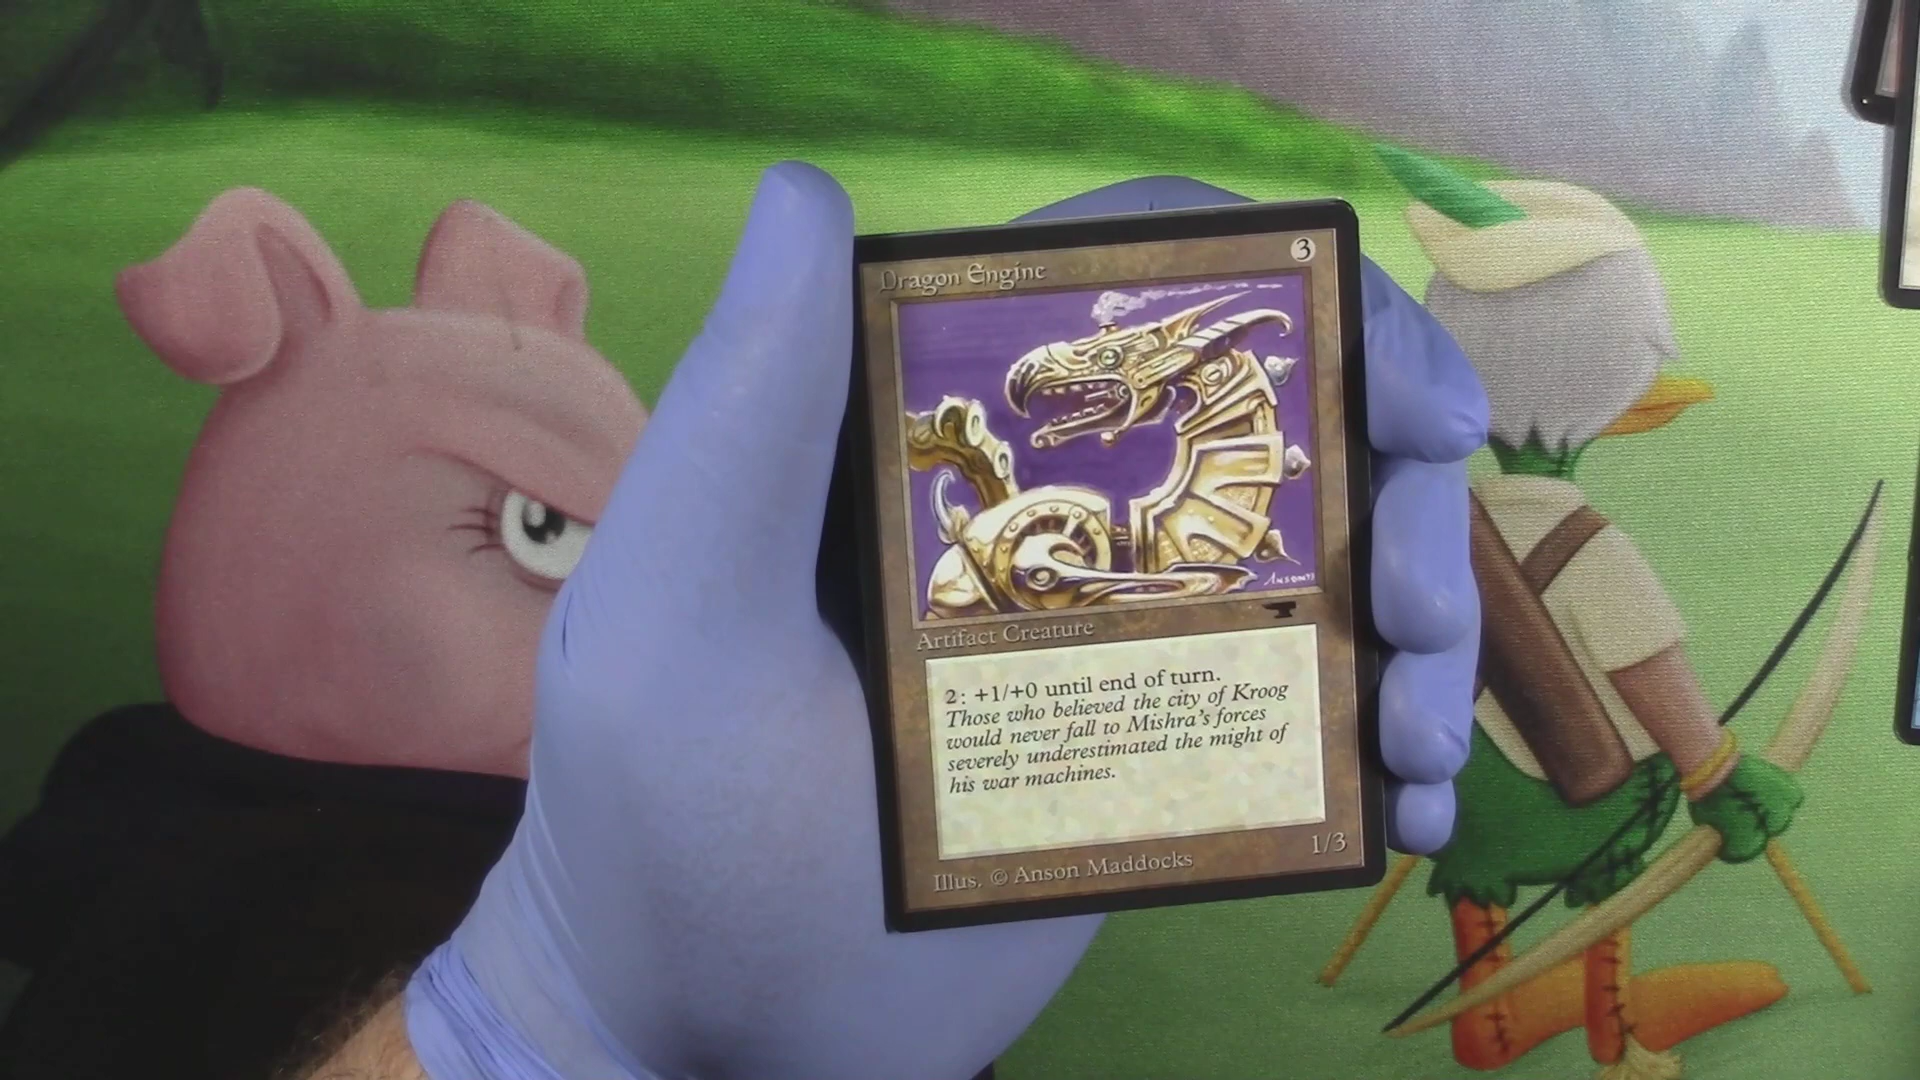 Dragon Engine
3
ANSON93
Artifact Creature
2: +1/+0 until end of turn.
Those who believed the city of Kroog
would never fall to Mishra's forces
severely underestimated the might of
his war machines.
1/3
Illus. © Anson Maddocks